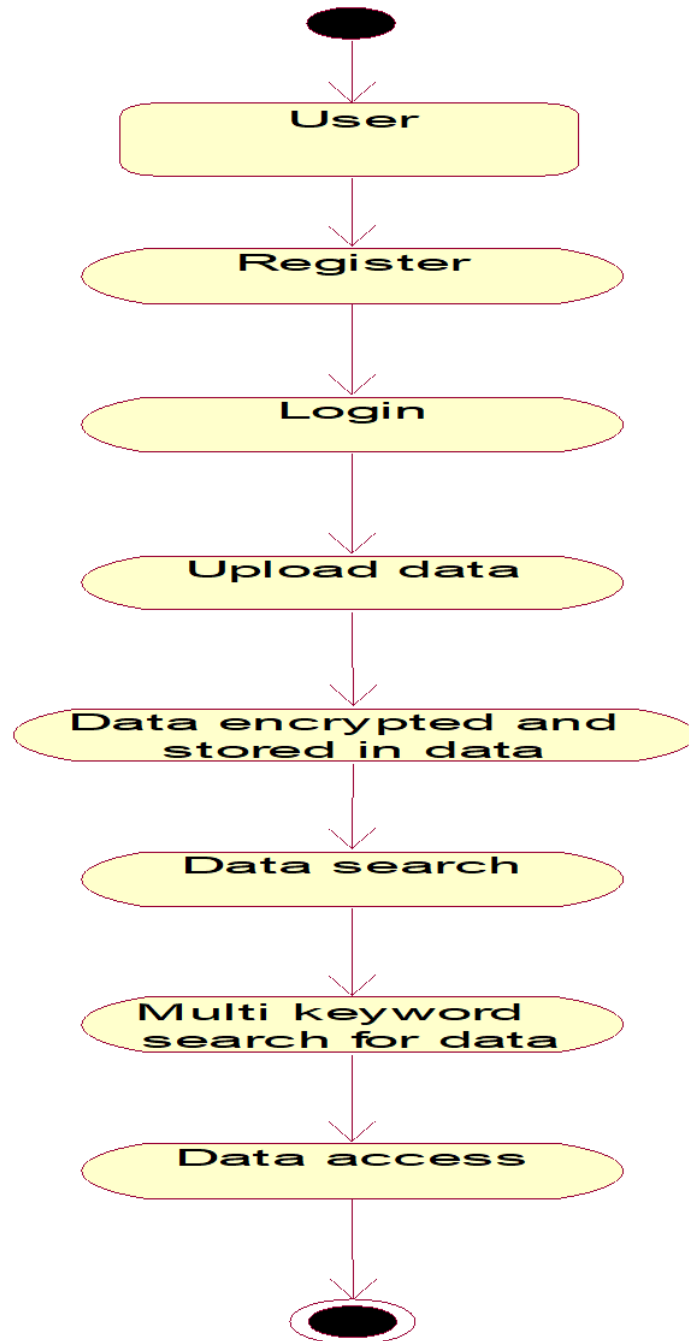 User
Register
Login
Upload data
Data encrypted and
stored in data
Data search
Multi keyword
search for data
Data access